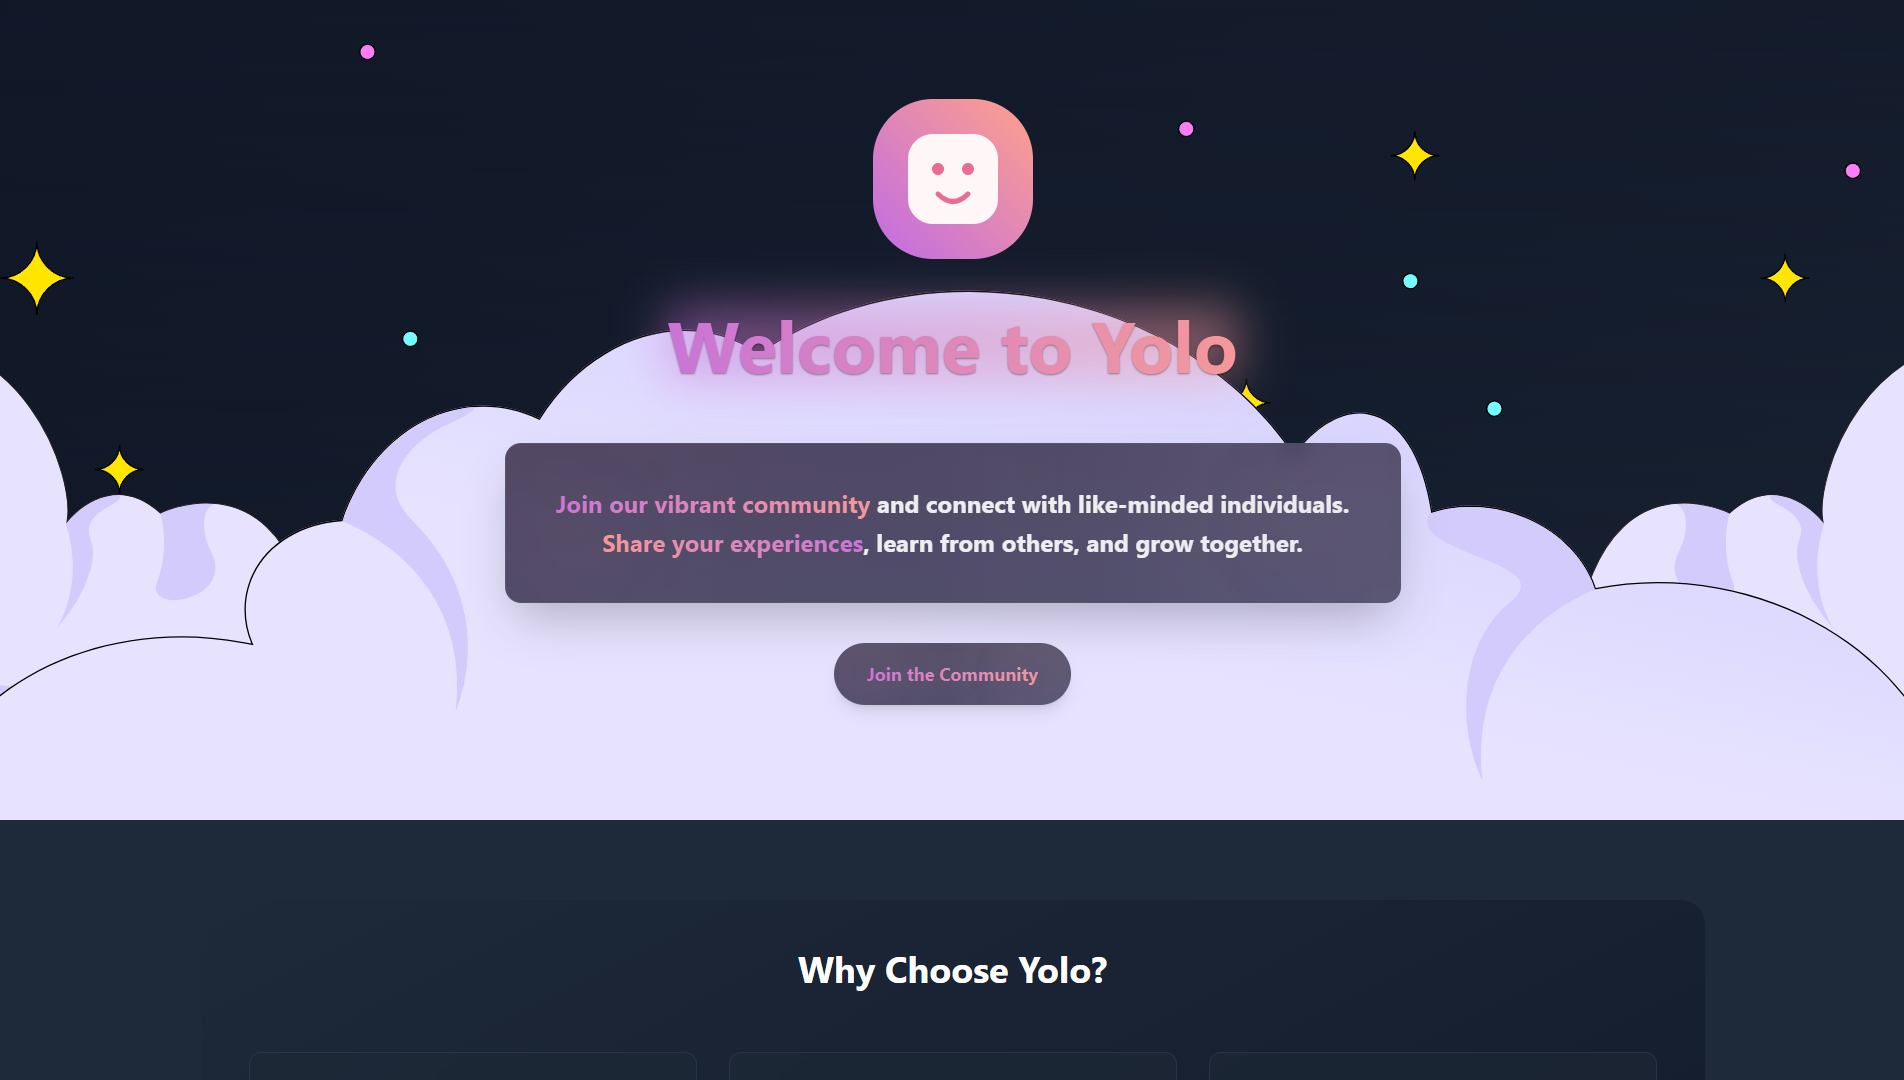 Welcome to Yolo
Join our vibrant community and connect with like-minded individuals.
Share your experiences, learn from others, and grow together.
Join the Community
Why Choose Yolo?